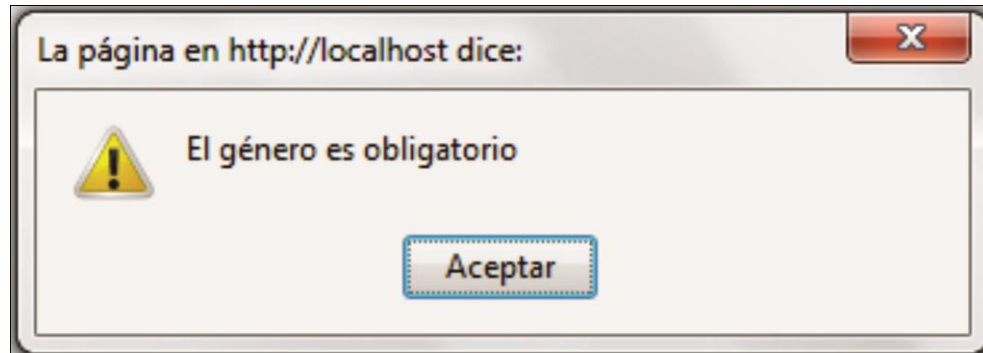 La página en http://localhost dice:
El género es obligatorio
Aceptar